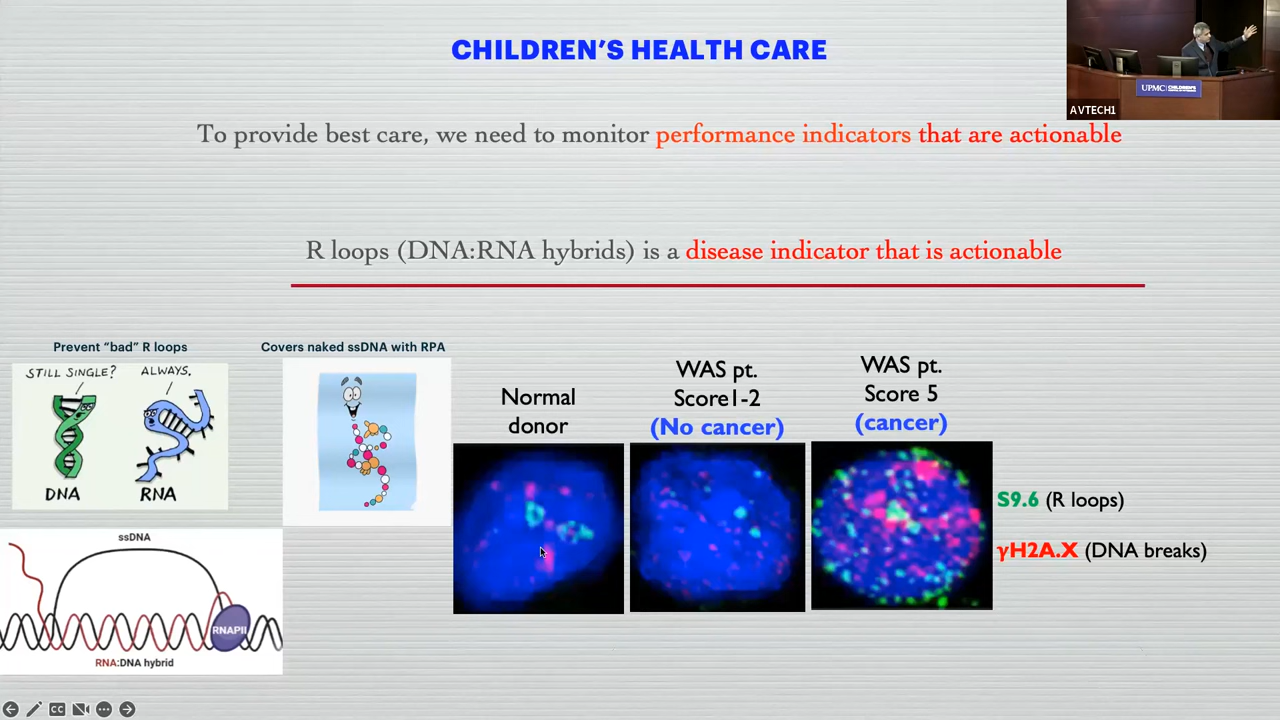 CHILDREN'S HEALTH CARE
UPMC CHILDREN'S
AVTECH1
To provide best care, we need to monitor performance indicators that are actionable
R loops (DNA:RNA hybrids) is a disease indicator that is actionable
Prevent "bad" R loops
Covers naked ssDNA with RPA
STILL SINGLE?
ALWAYS.
DNA
RNA
ssDNA
RNAPII
RNA:DNA hybrid
Normal
donor
WAS pt.
Score1-2
(No cancer)
WAS pt.
Score 5
(cancer)
S9.6 (R loops)
γH2A.X (DNA breaks)
CC